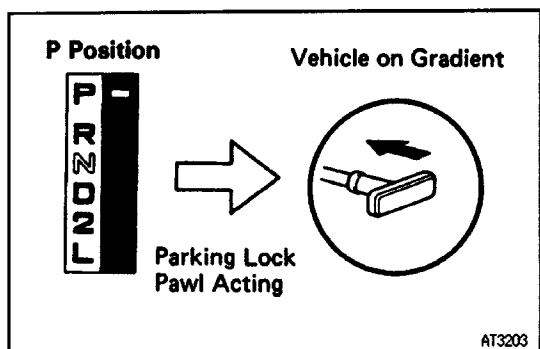 P Position
Vehicle on Gradient
P
R
N
D
2
L
Parking Lock
Pawl Acting
AT3203